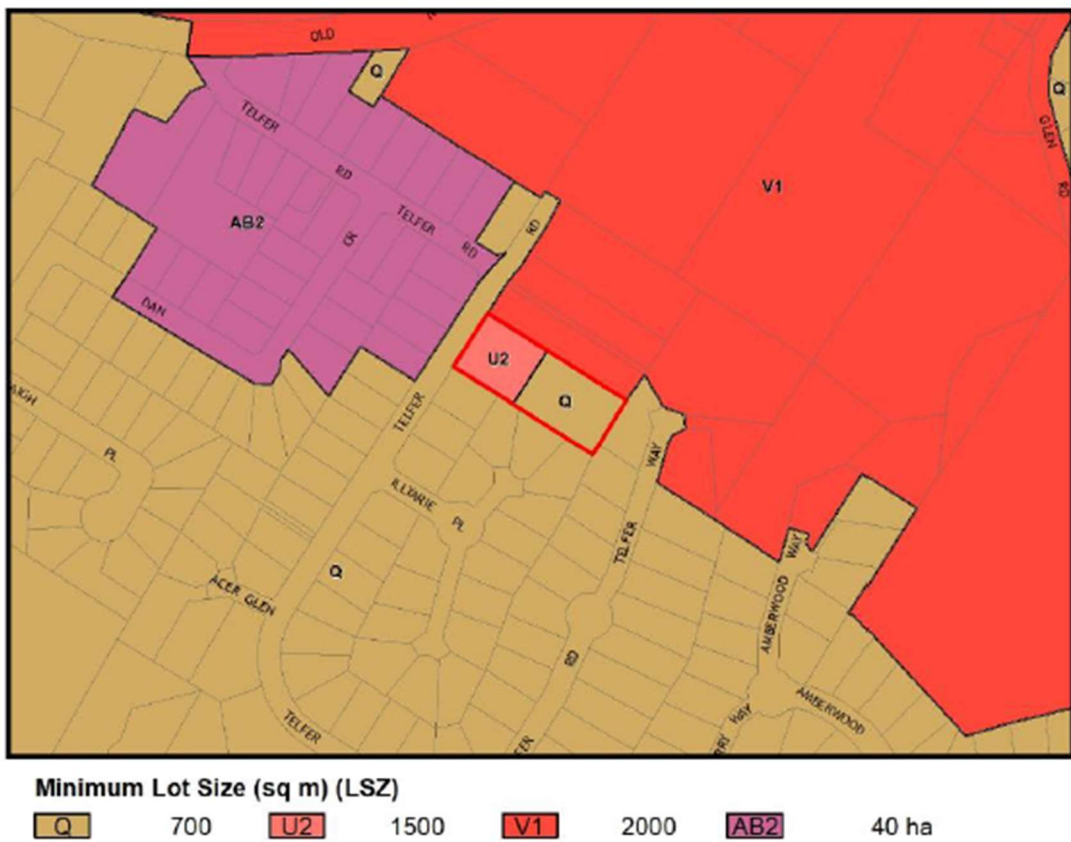 OLD
Q
Q
TELFER
GLEN
RD
RD
V1
TELFER
RD
AB2
RD
DR
DAN
U2
Q
TELFER
WAY
PL
ILLYARIE PL
TELFER
WAY
Q
ACER GLEN
AMBERWOOD
RD
AMBERWOOD
WAY
TELFER
Minimum Lot Size (sq m) (LSZ)
Q 700 U2 1500 V1 2000 AB2 40 ha